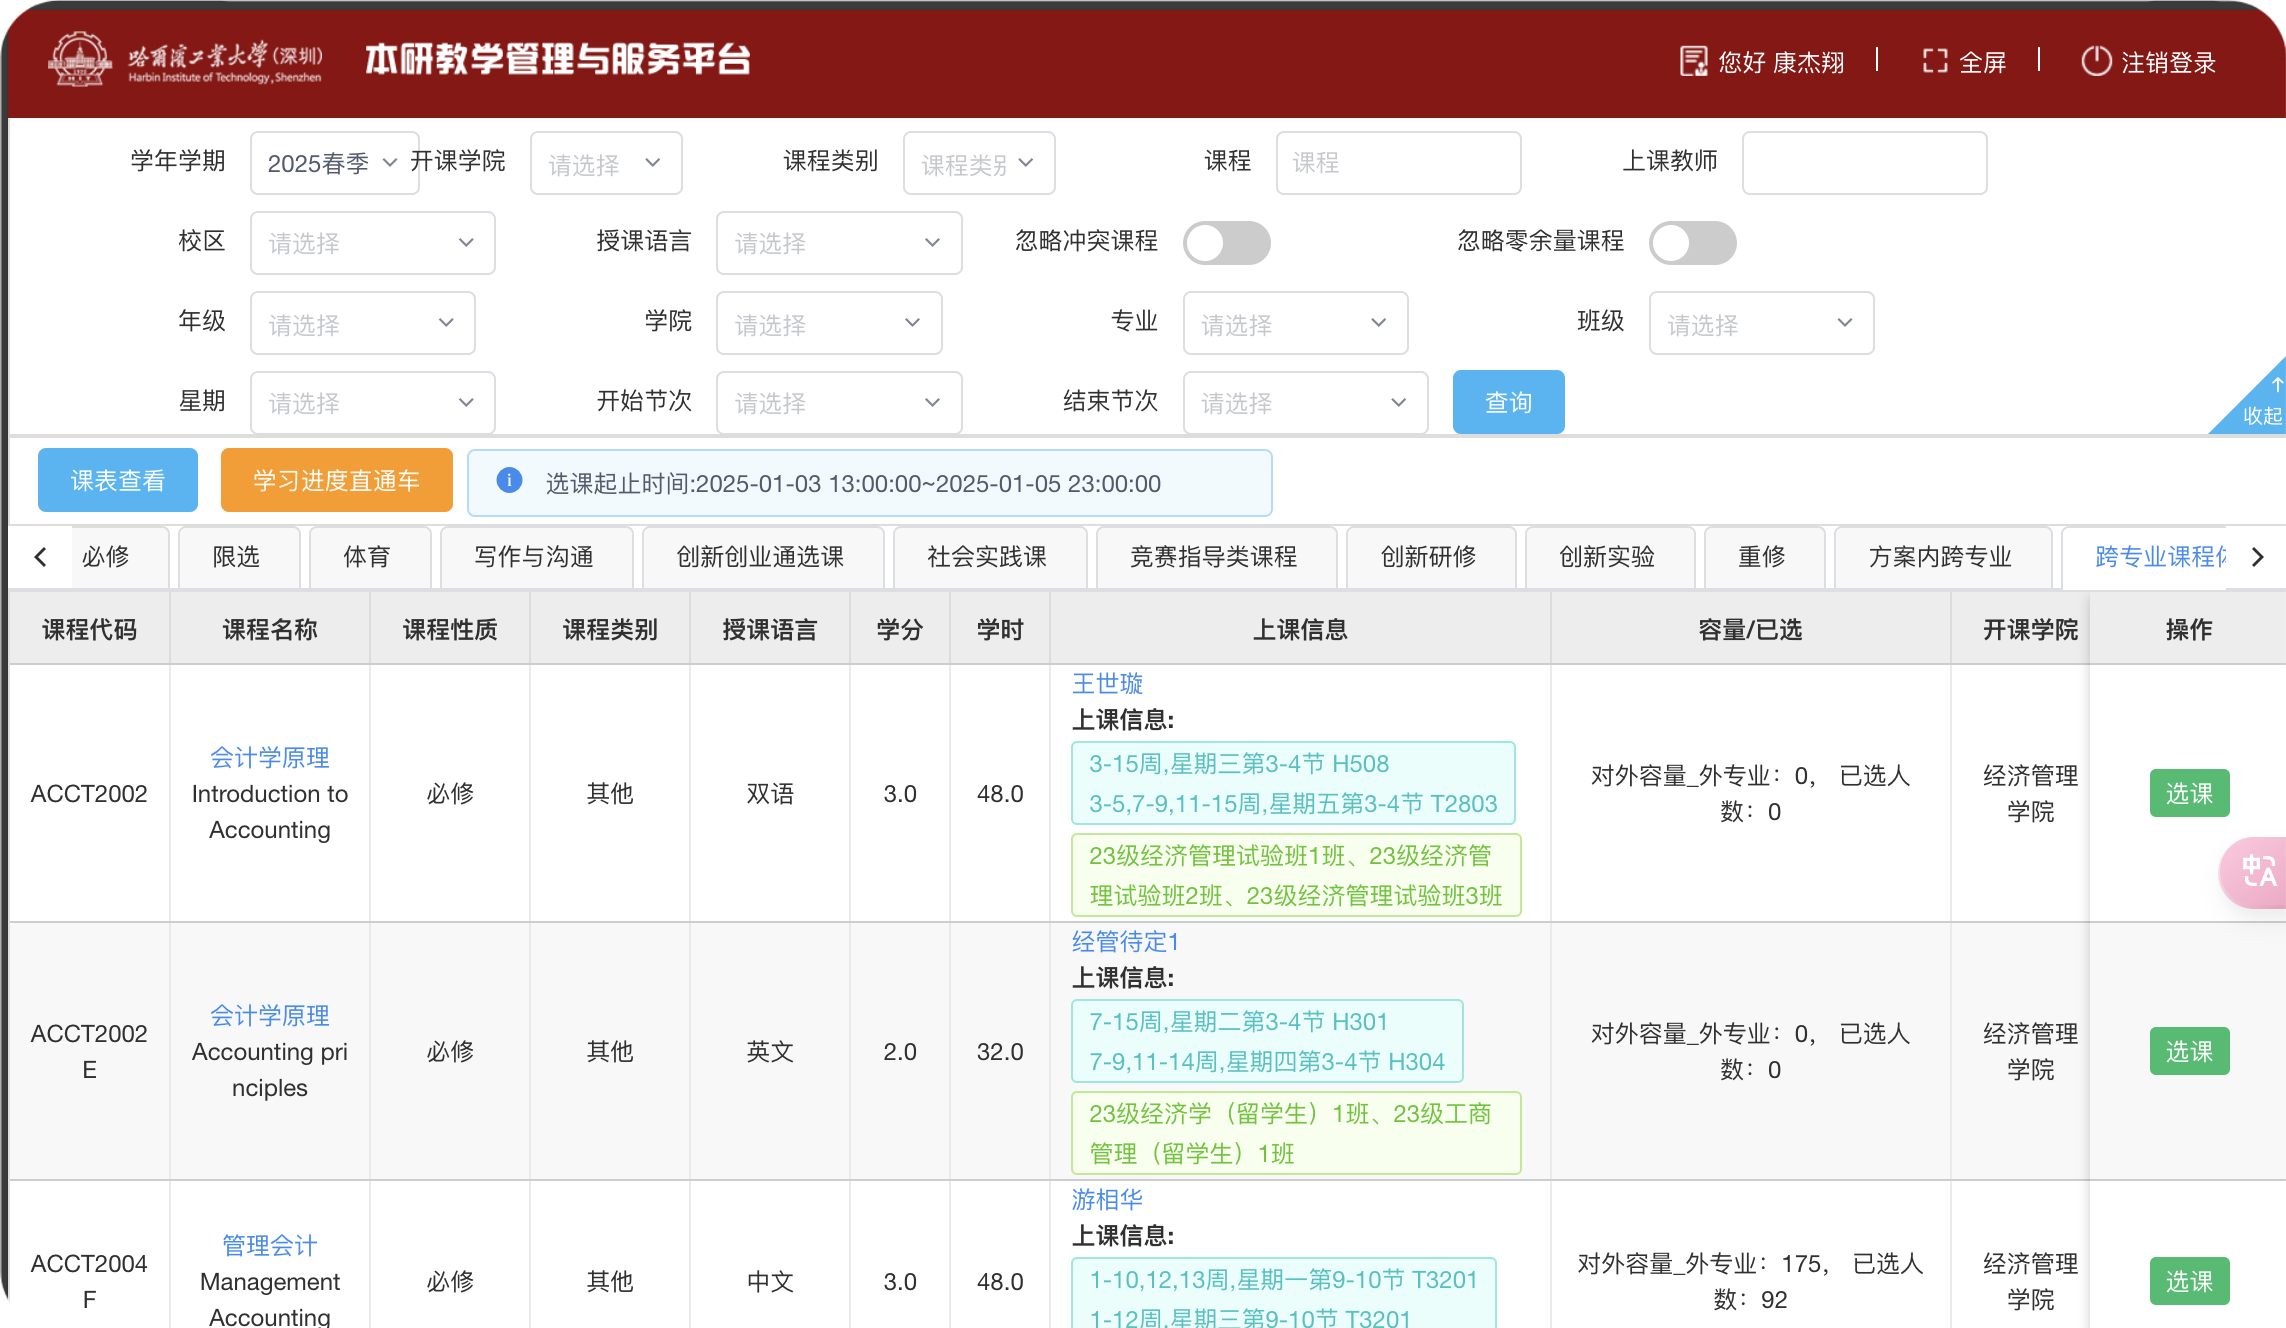 哈尔滨工业大学(深圳)
Harbin Institute of Technology, Shenzhen
本研教学管理与服务平台
您好 康杰翔
全屏
注销登录
学年学期 2025春季 开课学院 请选择 课程类别 课程类别 课程 课程 上课教师
校区 请选择 授课语言 请选择 忽略冲突课程 忽略零余量课程
年级 请选择 学院 请选择 专业 请选择 班级 请选择
星期 请选择 开始节次 请选择 结束节次 请选择 查询
收起
课表查看 学习进度直通车 选课起止时间:2025-01-03 13:00:00~2025-01-05 23:00:00
必修 限选 体育 写作与沟通 创新创业通选课 社会实践课 竞赛指导类课程 创新研修 创新实验 重修 方案内跨专业 跨专业课程
课程代码 课程名称 课程性质 课程类别 授课语言 学分 学时 上课信息 容量/已选 开课学院 操作
ACCT2002
会计学原理
Introduction to
Accounting
必修
其他
双语
3.0
48.0
王世璇
上课信息:
3-15周,星期三第3-4节 H508
3-5,7-9,11-15周,星期五第3-4节 T2803
23级经济管理试验班1班、23级经济管
理试验班2班、23级经济管理试验班3班
对外容量_外专业：0， 已选人
数：0
经济管理
学院
选课
中A
ACCT2002
E
会计学原理
Accounting pri
nciples
必修
其他
英文
2.0
32.0
经管待定1
上课信息:
7-15周,星期二第3-4节 H301
7-9,11-14周,星期四第3-4节 H304
23级经济学（留学生）1班、23级工商
管理（留学生）1班
对外容量_外专业：0， 已选人
数：0
经济管理
学院
选课
ACCT2004
F
管理会计
Management
Accounting
必修
其他
中文
3.0
48.0
游相华
上课信息:
1-10,12,13周,星期一第9-10节 T3201
1-12周,星期三第9-10节 T3201
对外容量_外专业：175， 已选人
数：92
经济管理
学院
选课